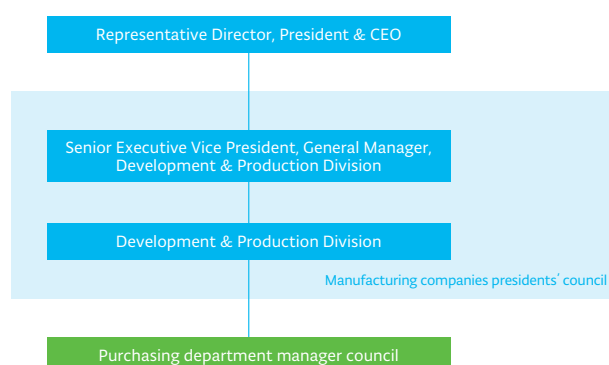 Representative Director, President & CEO
Senior Executive Vice President, General Manager,
Development & Production Division
Development & Production Division
Manufacturing companies presidents' council
Purchasing department manager council